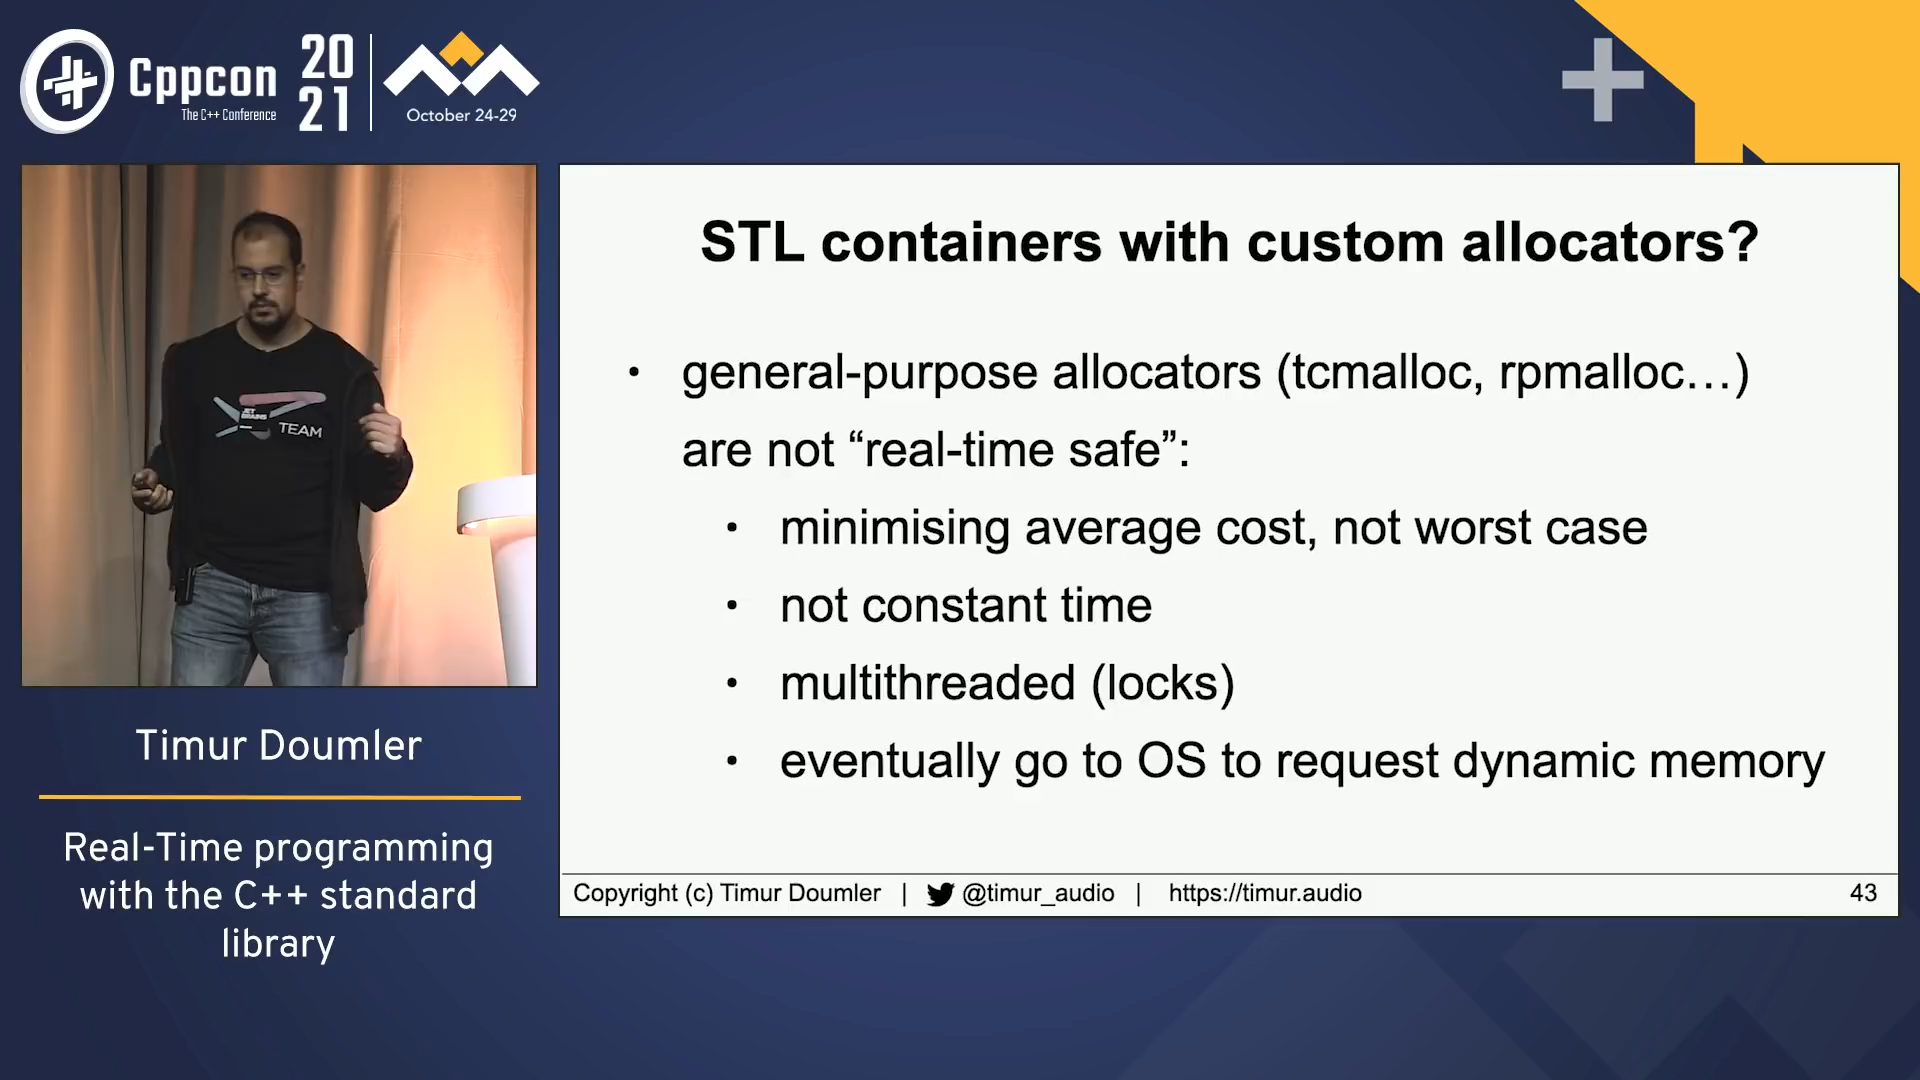 Cppcon
The C++ Conference
20
21
October 24-29
JET
BRAINS
TEAM
Timur Doumler
Real-Time programming
with the C++ standard
library
STL containers with custom allocators?
• general-purpose allocators (tcmalloc, rpmalloc…)
are not “real-time safe”:
• minimising average cost, not worst case
• not constant time
• multithreaded (locks)
• eventually go to OS to request dynamic memory
Copyright (c) Timur Doumler | @timur_audio | https://timur.audio 43